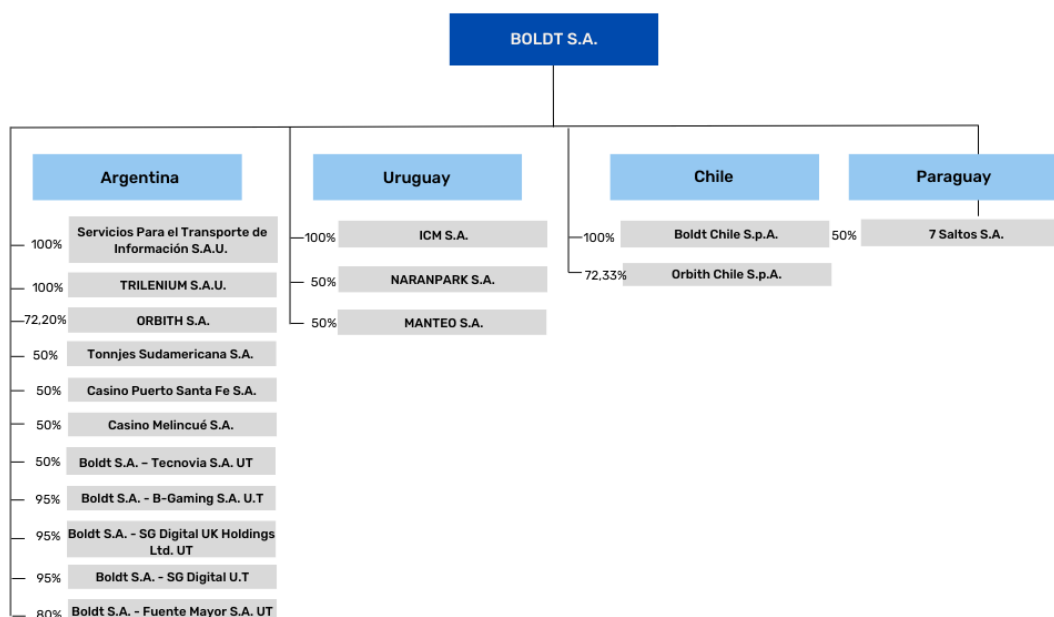 BOLDT S.A.
Argentina
100%
Servicios Para el Transporte de
Información S.A.U.
100%
TRILENIUM S.A.U.
72,20%
ORBITH S.A.
50%
Tonnjes Sudamericana S.A.
50%
Casino Puerto Santa Fe S.A.
50%
Casino Melincué S.A.
50%
Boldt S.A. – Tecnovia S.A. UT
95%
Boldt S.A. - B-Gaming S.A. U.T
95%
Boldt S.A. - SG Digital UK Holdings
Ltd. UT
95%
Boldt S.A. - SG Digital U.T
80%
Boldt S.A. - Fuente Mayor S.A. UT
Uruguay
100%
ICM S.A.
50%
NARANPARK S.A.
50%
MANTEO S.A.
Chile
100%
Boldt Chile S.p.A.
72,33%
Orbith Chile S.p.A.
Paraguay
50%
7 Saltos S.A.